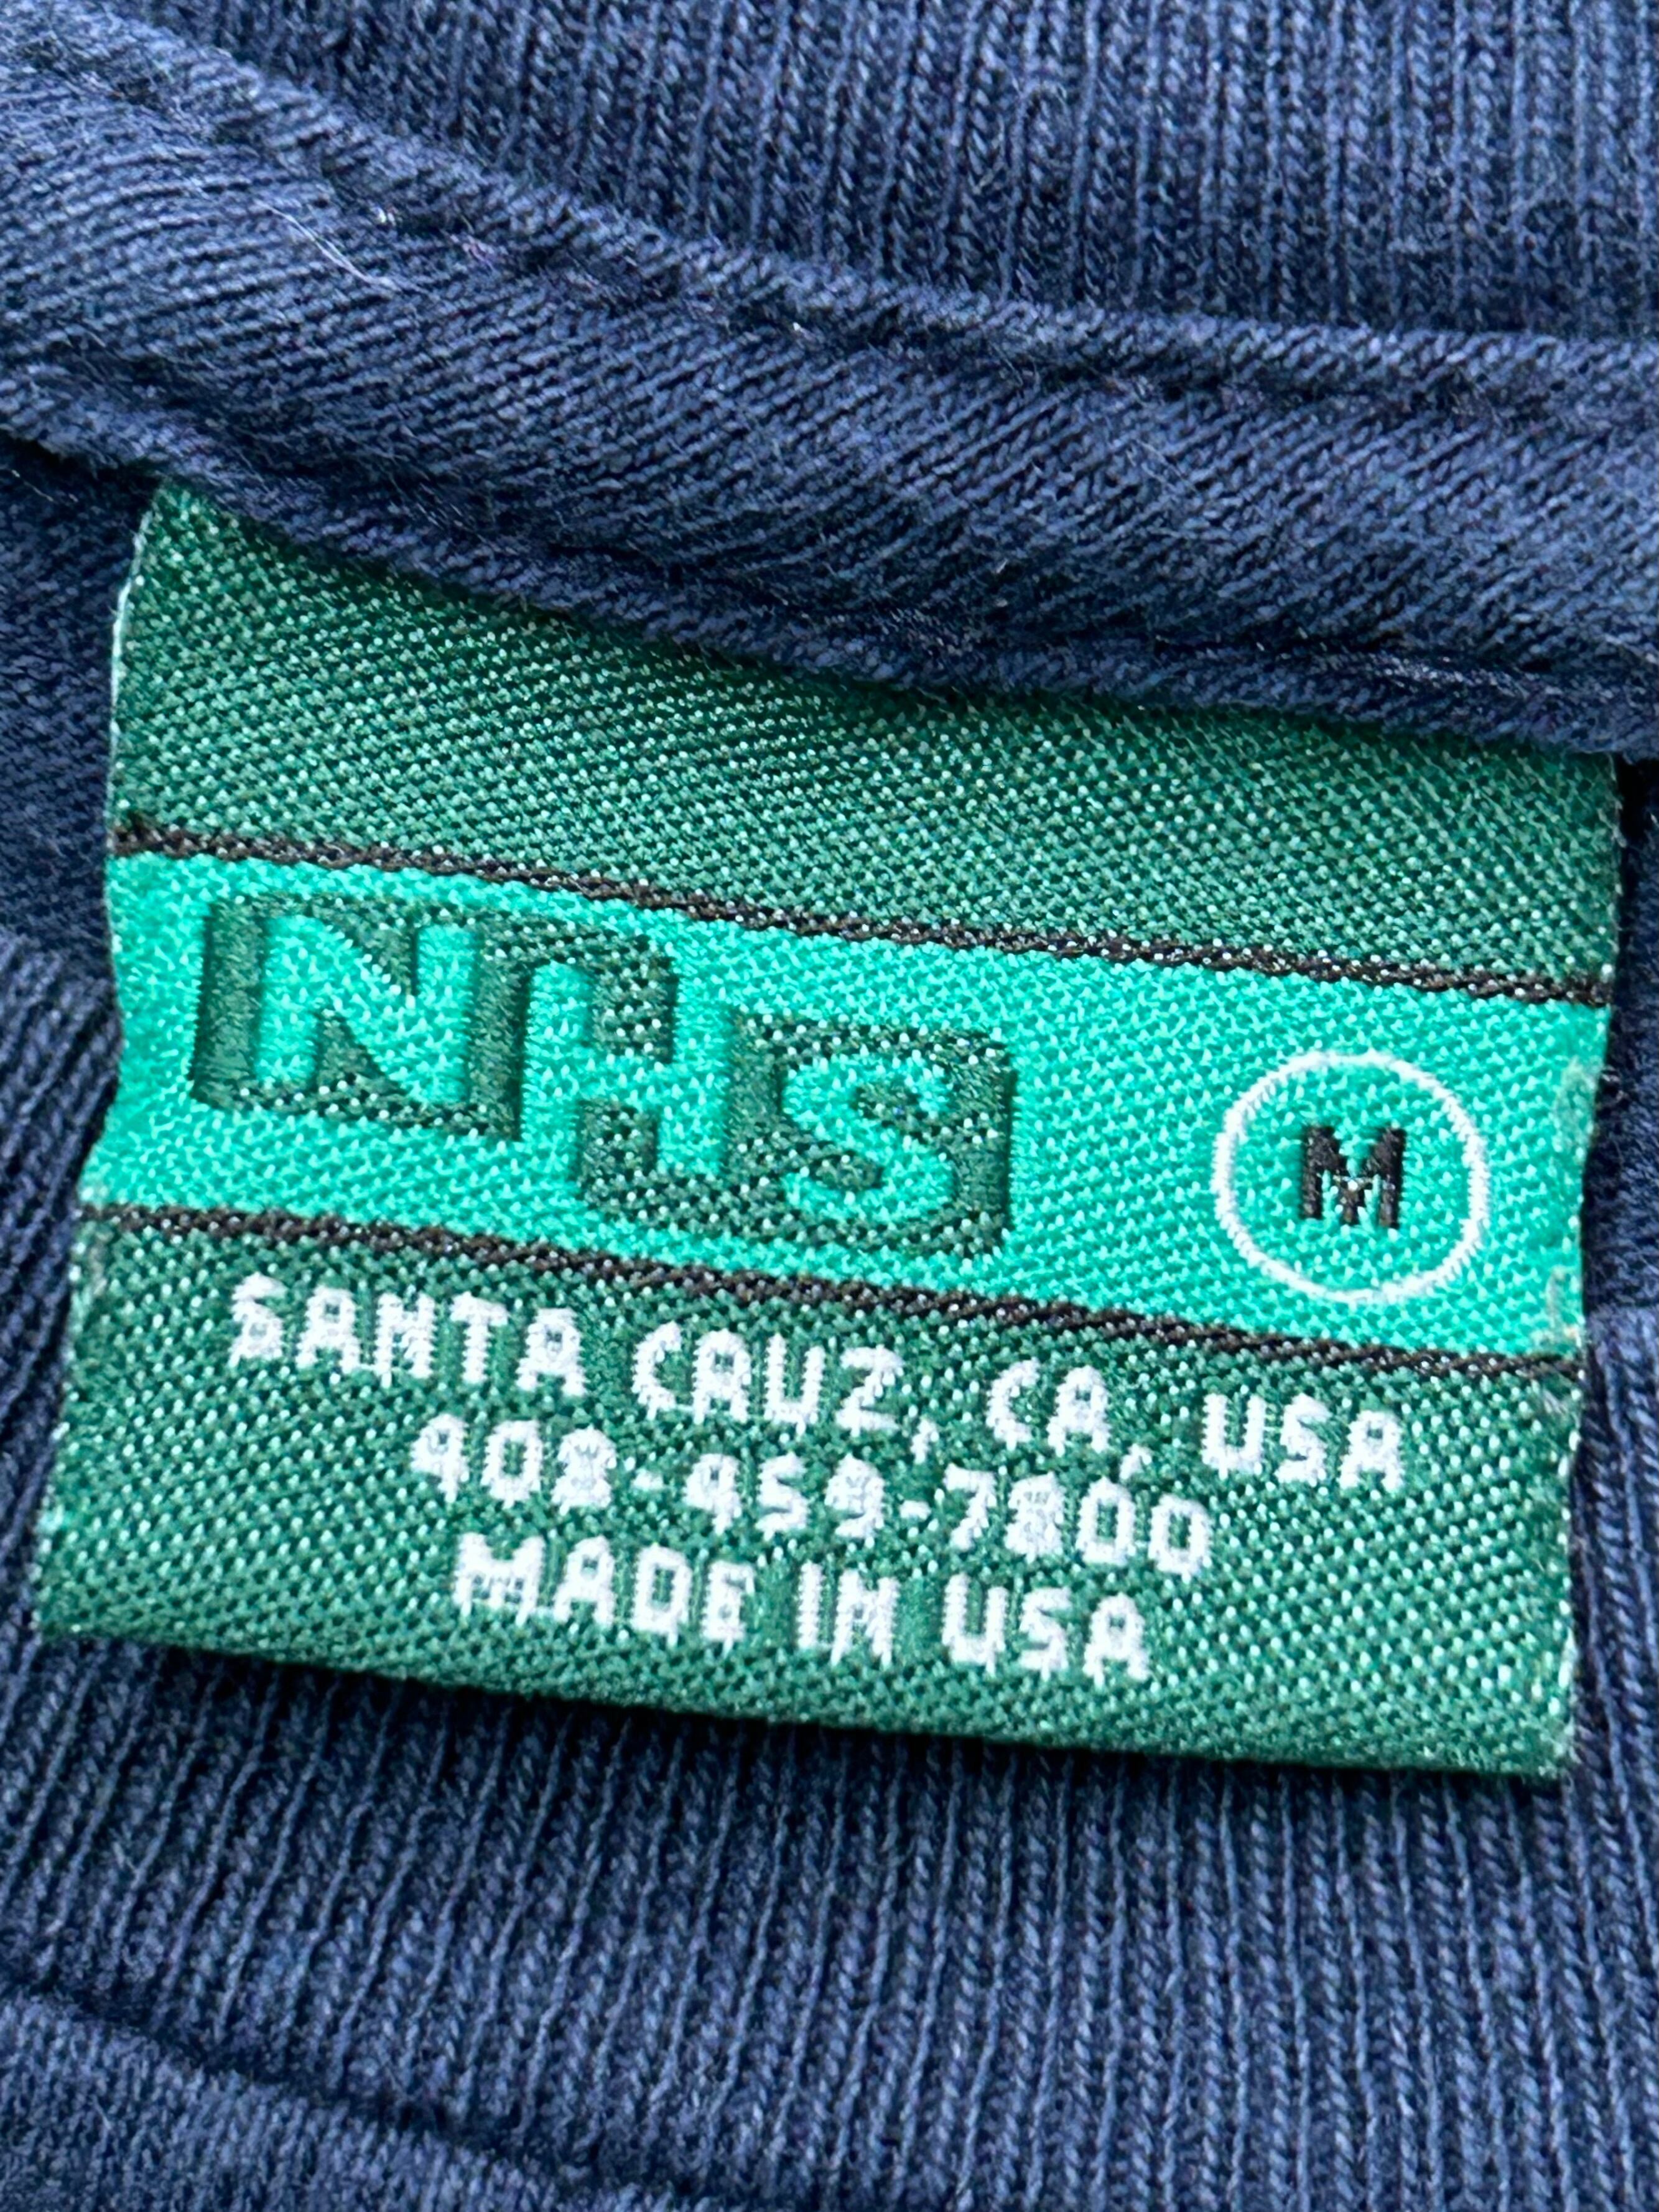 NHS
M
SANTA CRUZ, CA, USA
408-459-7800
MADE IN USA